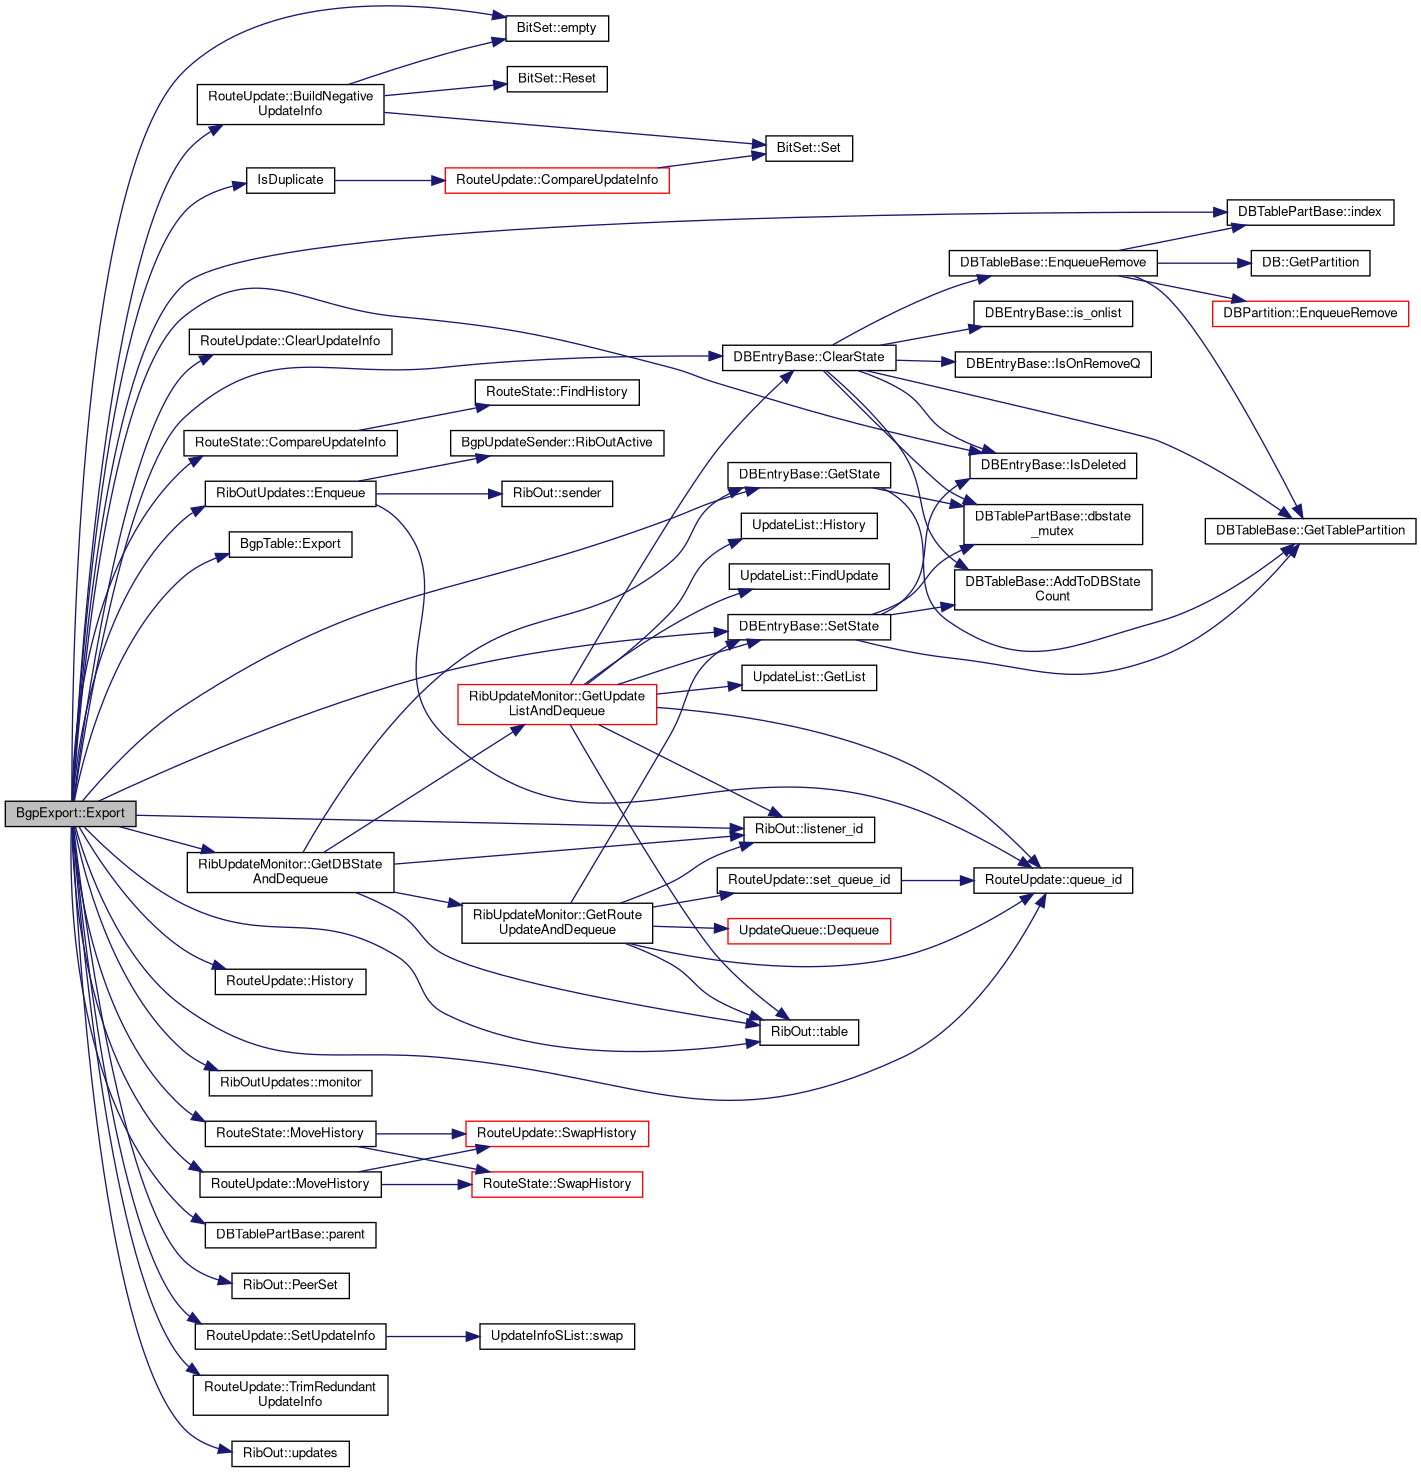 BitSet::empty
BitSet::Reset
RouteUpdate::BuildNegative
UpdateInfo
BitSet::Set
IsDuplicate
RouteUpdate::CompareUpdateInfo
DBTablePartBase::index
DBTableBase::EnqueueRemove
DB::GetPartition
DBEntryBase::is_onlist
DBPartition::EnqueueRemove
RouteUpdate::ClearUpdateInfo
DBEntryBase::ClearState
DBEntryBase::IsOnRemoveQ
RouteState::FindHistory
RouteState::CompareUpdateInfo
BgpUpdateSender::RibOutActive
DBEntryBase::IsDeleted
DBEntryBase::GetState
RibOutUpdates::Enqueue
RibOut::sender
DBTablePartBase::dbstate
_mutex
UpdateList::History
DBTableBase::GetTablePartition
BgpTable::Export
UpdateList::FindUpdate
DBTableBase::AddToDBState
Count
DBEntryBase::SetState
UpdateList::GetList
RibUpdateMonitor::GetUpdate
ListAndDequeue
BgpExport::Export
RibOut::listener_id
RibUpdateMonitor::GetDBState
AndDequeue
RouteUpdate::set_queue_id
RouteUpdate::queue_id
RibUpdateMonitor::GetRoute
UpdateAndDequeue
UpdateQueue::Dequeue
RouteUpdate::History
RibOut::table
RibOutUpdates::monitor
RouteState::MoveHistory
RouteUpdate::SwapHistory
RouteUpdate::MoveHistory
RouteState::SwapHistory
DBTablePartBase::parent
RibOut::PeerSet
RouteUpdate::SetUpdateInfo
UpdateInfoSList::swap
RouteUpdate::TrimRedundant
UpdateInfo
RibOut::updates